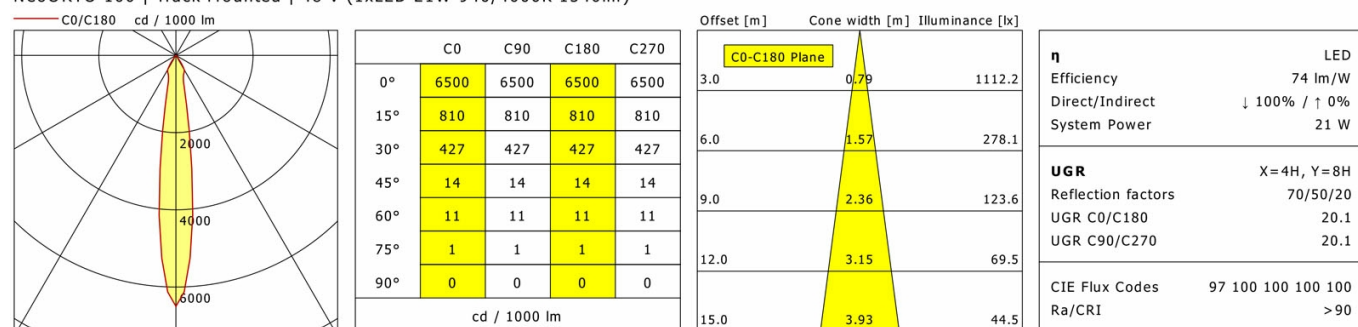 C0/C180 cd / 1000 lm
2000
4000
6000
C0 C90 C180 C270
0° 6500 6500 6500 6500
15° 810 810 810 810
30° 427 427 427 427
45° 14 14 14 14
60° 11 11 11 11
75° 1 1 1 1
90° 0 0 0 0
cd / 1000 lm
Offset [m] Cone width [m] Illuminance [lx]
C0-C180 Plane
3.0 0.79 1112.2
6.0 1.57 278.1
9.0 2.36 123.6
12.0 3.15 69.5
15.0 3.93 44.5
η LED
Efficiency 74 lm/W
Direct/Indirect ↓ 100% / ↑ 0%
System Power 21 W
UGR X=4H, Y=8H
Reflection factors 70/50/20
UGR C0/C180 20.1
UGR C90/C270 20.1
CIE Flux Codes 97 100 100 100 100
Ra/CRI >90